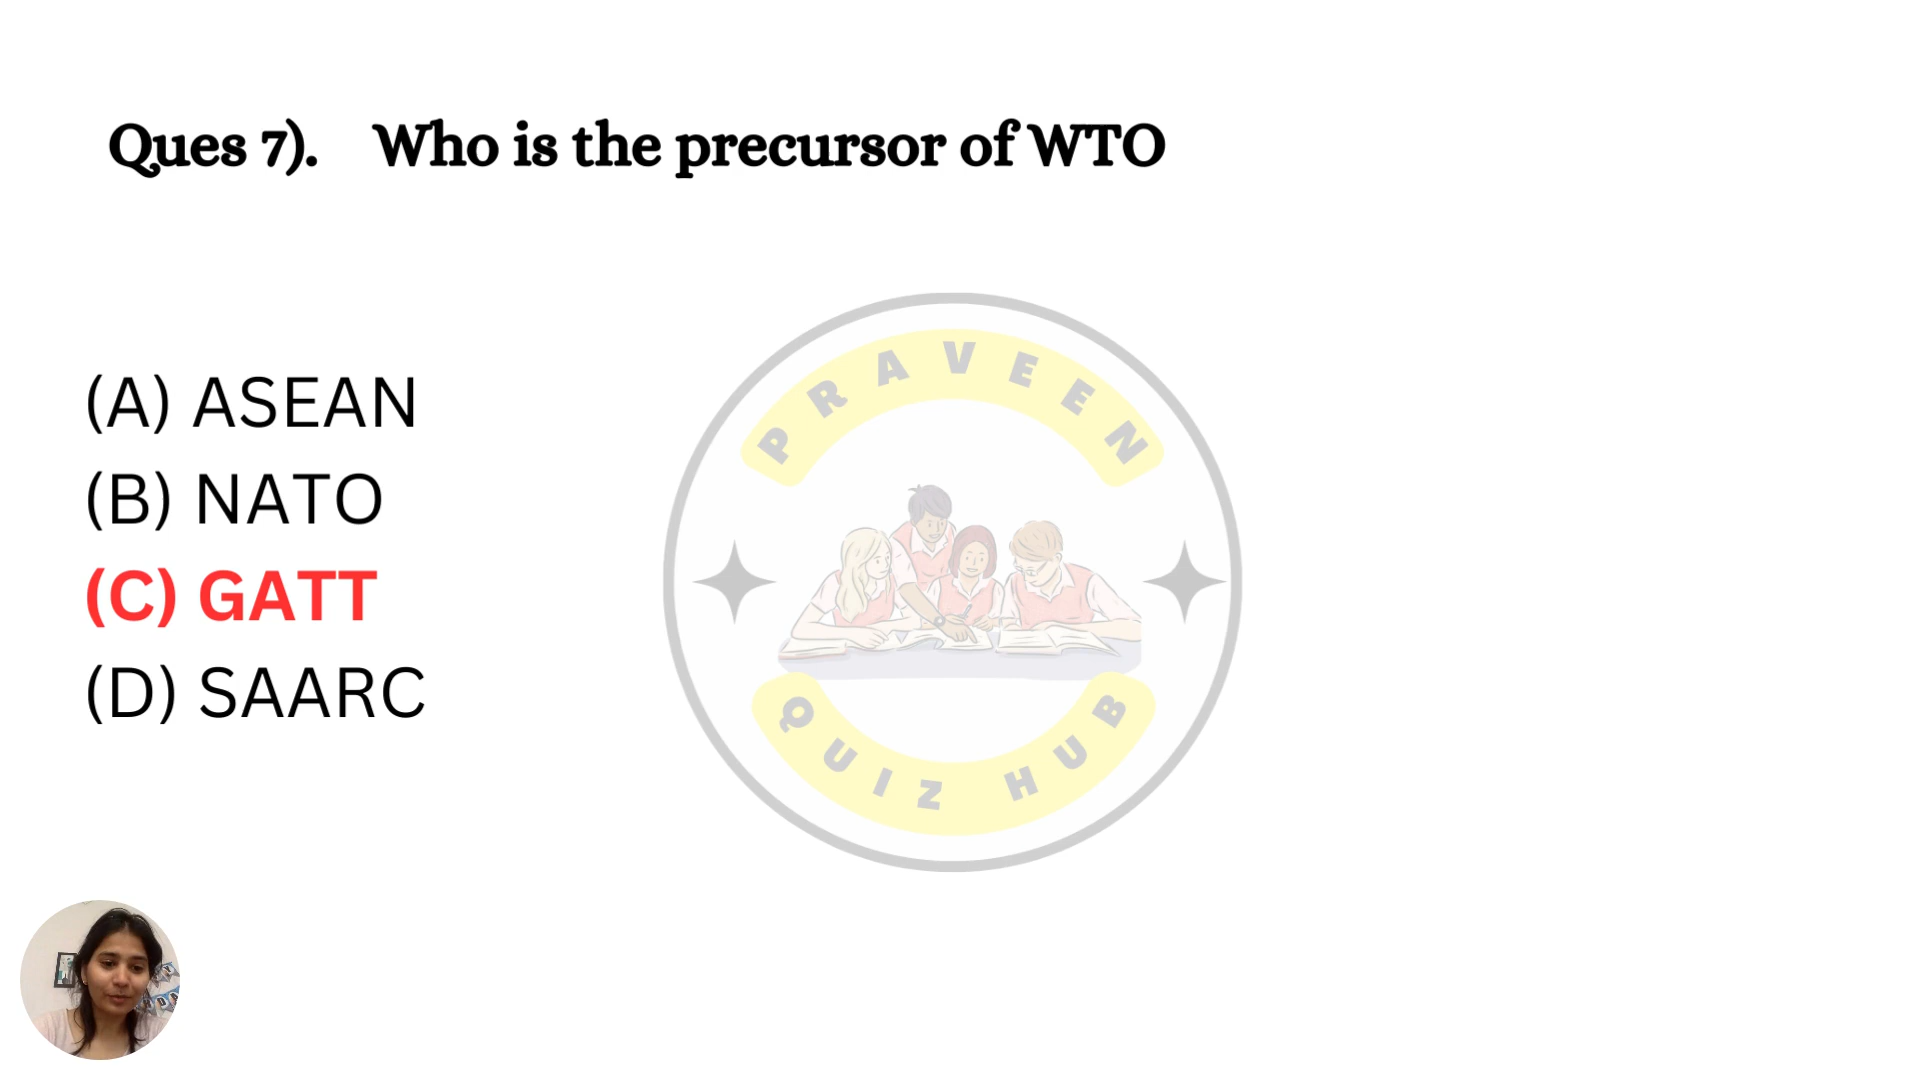 Ques 7). Who is the precursor of WTO
(A) ASEAN
(B) NATO
(C) GATT
(D) SAARC
PRAVEEN
QUIZ HUB